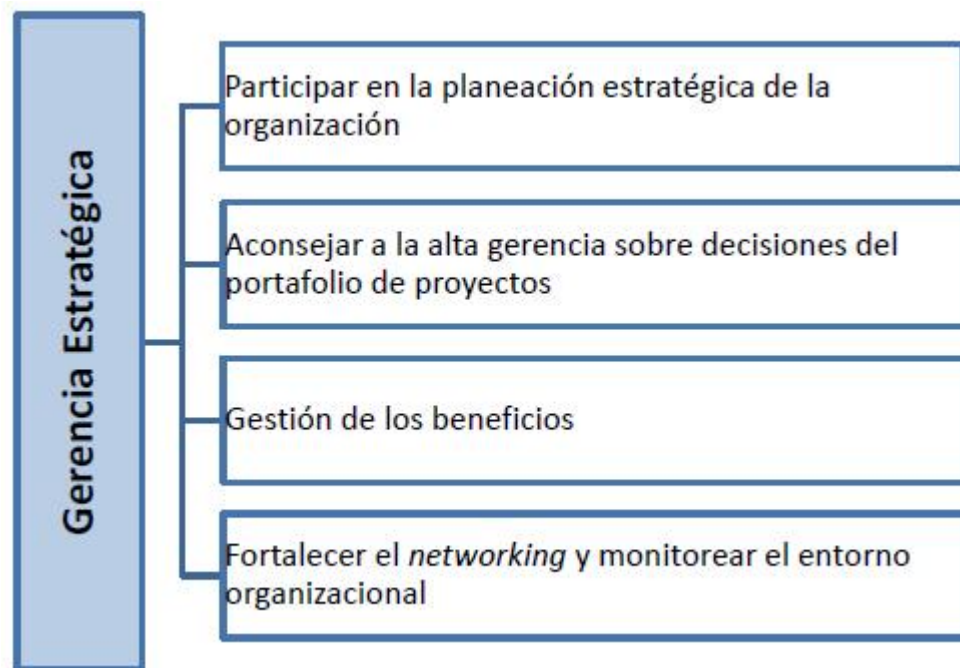 Gerencia Estratégica
Participar en la planeación estratégica de la
organización
Aconsejar a la alta gerencia sobre decisiones del
portafolio de proyectos
Gestión de los beneficios
Fortalecer el networking y monitorear el entorno
organizacional